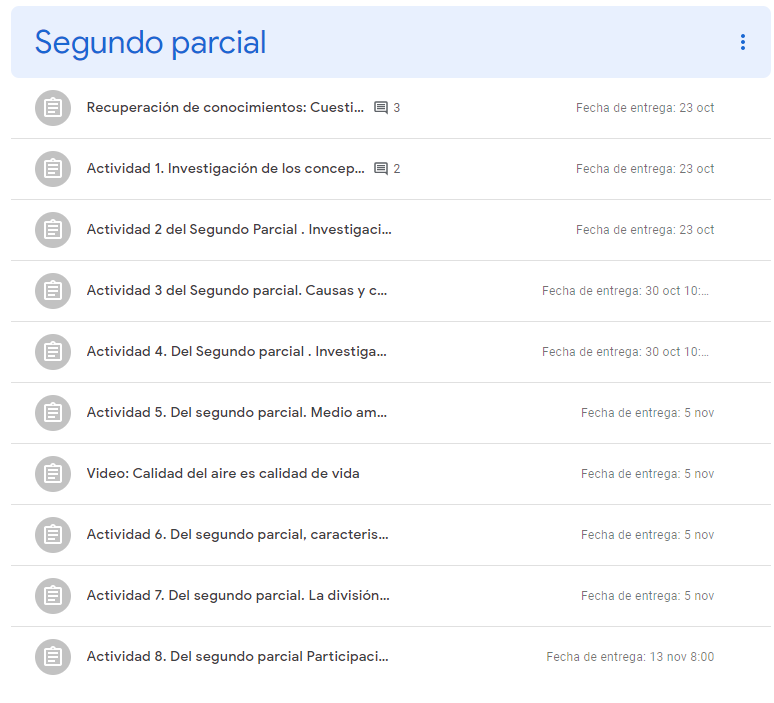 Segundo parcial
Recuperación de conocimientos: Cuesti... 3 Fecha de entrega: 23 oct
Actividad 1. Investigación de los concep... 2 Fecha de entrega: 23 oct
Actividad 2 del Segundo Parcial . Investigaci... Fecha de entrega: 23 oct
Actividad 3 del Segundo parcial. Causas y c... Fecha de entrega: 30 oct 10:...
Actividad 4. Del Segundo parcial . Investiga... Fecha de entrega: 30 oct 10:...
Actividad 5. Del segundo parcial. Medio am... Fecha de entrega: 5 nov
Video: Calidad del aire es calidad de vida Fecha de entrega: 5 nov
Actividad 6. Del segundo parcial, caracteris... Fecha de entrega: 5 nov
Actividad 7. Del segundo parcial. La división... Fecha de entrega: 5 nov
Actividad 8. Del segundo parcial Participaci... Fecha de entrega: 13 nov 8:00